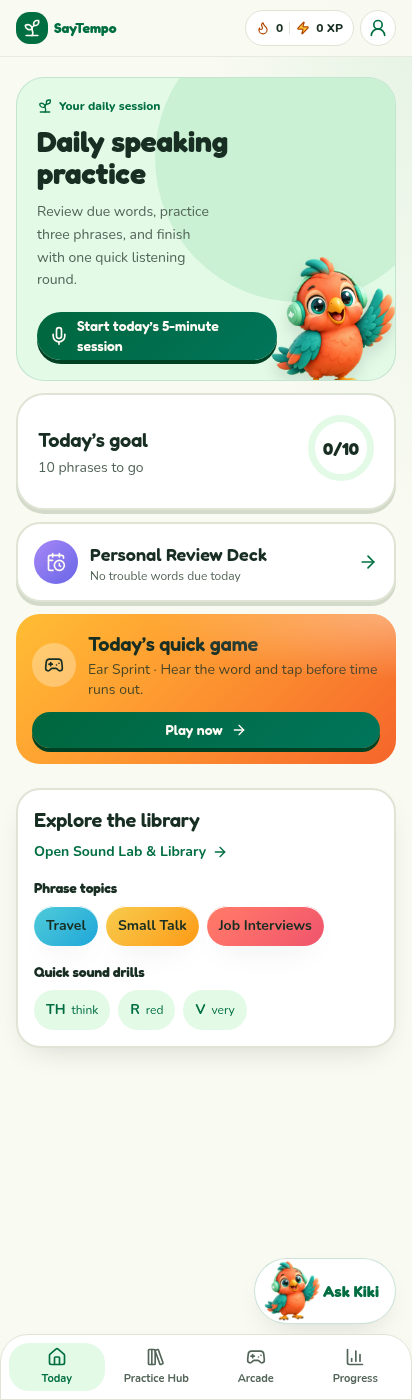 SayTempo
0
0 XP
Your daily session
Daily speaking
practice
Review due words, practice
three phrases, and finish
with one quick listening
round.
Start today's 5-minute
session
Today's goal
10 phrases to go
0/10
Personal Review Deck
No trouble words due today
Today's quick game
Ear Sprint · Hear the word and tap before time
runs out.
Play now
Explore the library
Open Sound Lab & Library
Phrase topics
Travel
Small Talk
Job Interviews
Quick sound drills
TH think
R red
V very
Ask Kiki
Today
Practice Hub
Arcade
Progress